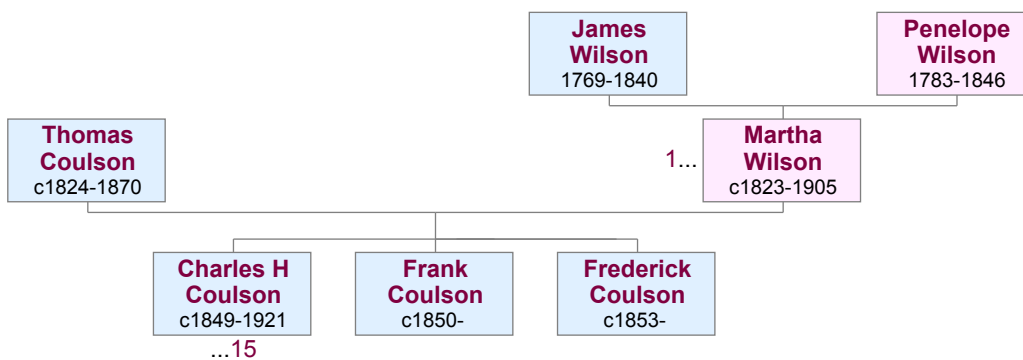 James
Wilson
1769-1840
Penelope
Wilson
1783-1846
Thomas
Coulson
c1824-1870
1...
Martha
Wilson
c1823-1905
Charles H
Coulson
c1849-1921
...15
Frank
Coulson
c1850-
Frederick
Coulson
c1853-